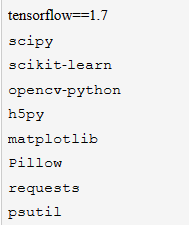 tensorflow==1.7
scipy
scikit-learn
opencv-python
h5py
matplotlib
Pillow
requests
psutil